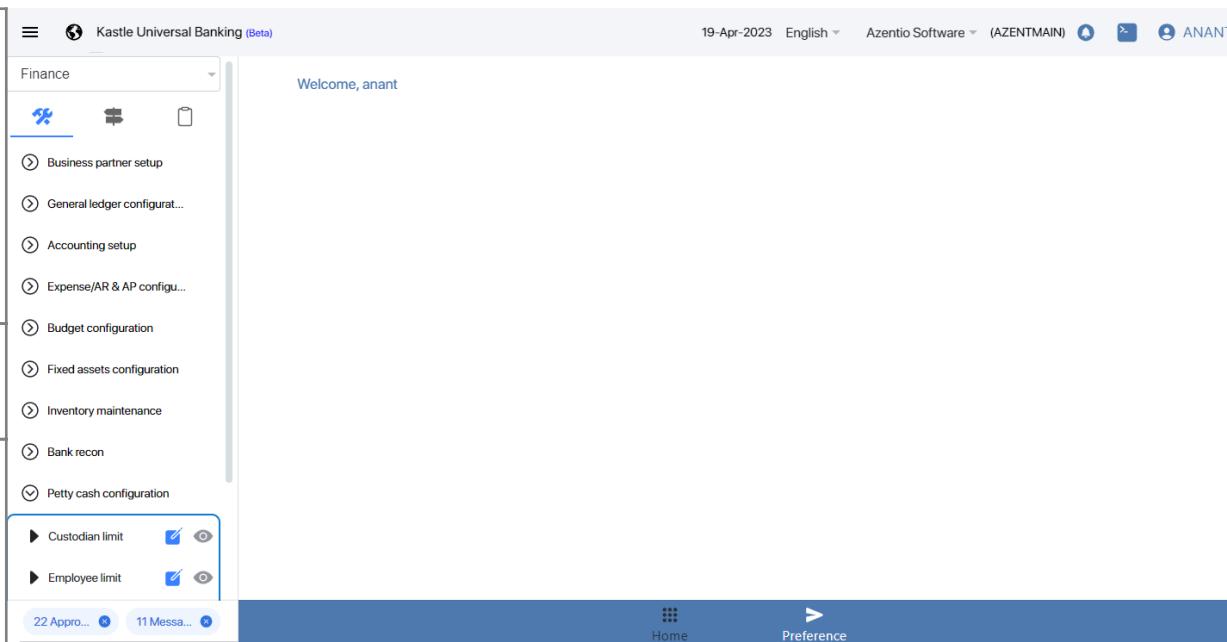 Kastle Universal Banking (Beta)
19-Apr-2023 English Azentio Software (AZENTMAIN) ANANT
Finance
Welcome, anant
Business partner setup
General ledger configurat...
Accounting setup
Expense/AR & AP configu...
Budget configuration
Fixed assets configuration
Inventory maintenance
Bank recon
Petty cash configuration
Custodian limit
Employee limit
22 Appro... 11 Messa...
Home Preference